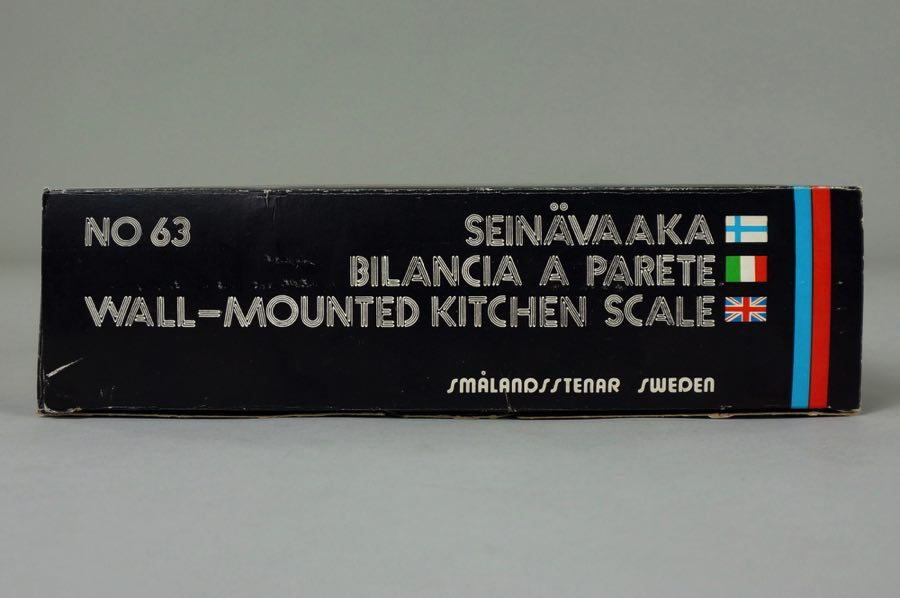 NO 63
SEINÄVAAKA
BILANCIA A PARETE
WALL-MOUNTED KITCHEN SCALE
SMÅLANDSSTENAR SWEDEN